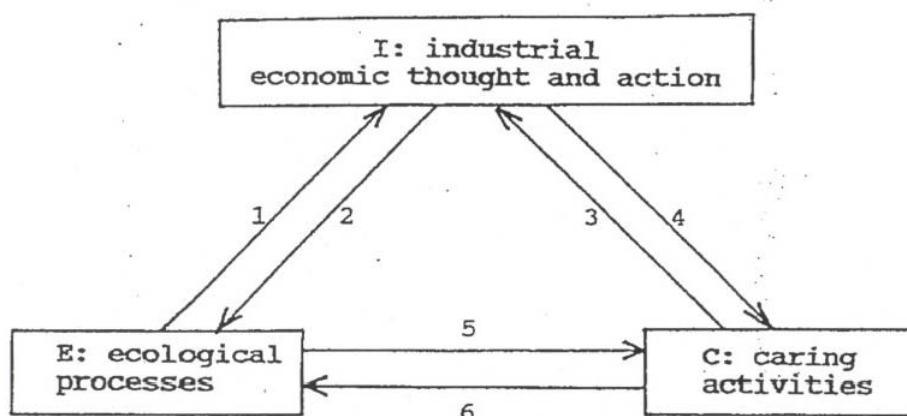 I: industrial
economic thought and action
1
2
3
4
5
E: ecological
processes
C: caring
activities
6